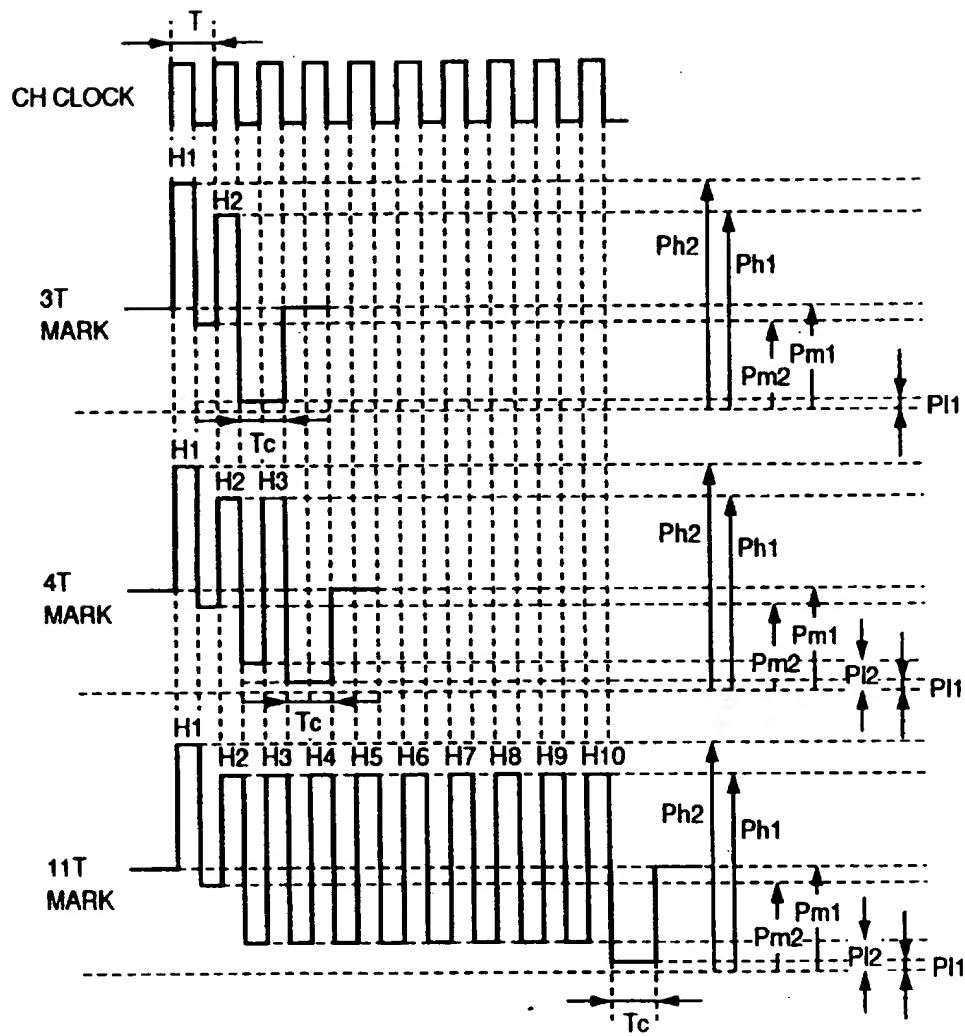 T
CH CLOCK
H1
H2
3T
MARK
Ph2
Ph1
Pm1
Pm2
Pl1
Tc
H1
H2 H3
4T
MARK
Ph2
Ph1
Pm1
Pm2
Pl2
Pl1
Tc
H1
H2 H3 H4 H5 H6 H7 H8 H9 H10
11T
MARK
Ph2
Ph1
Pm1
Pm2
Pl2
Pl1
Tc